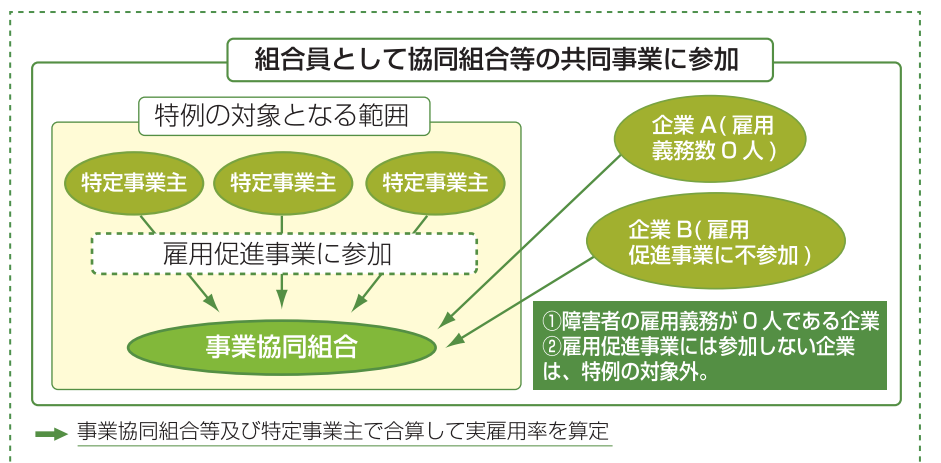 組合員として協同組合等の共同事業に参加
特例の対象となる範囲
特定事業主
特定事業主
特定事業主
雇用促進事業に参加
事業協同組合
企業A(雇用
義務数0人)
企業B(雇用
促進事業に不参加)
①障害者の雇用義務が0人である企業
②雇用促進事業には参加しない企業
は、特例の対象外。
事業協同組合等及び特定事業主で合算して実雇用率を算定